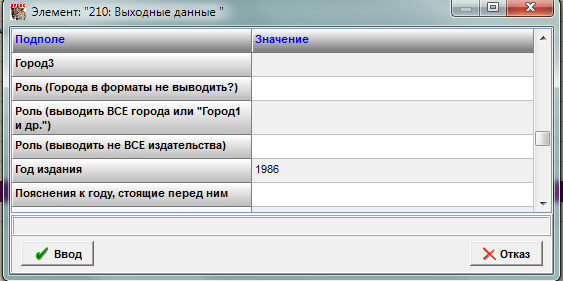 Элемент: "210: Выходные данные "
Подполе Значение
Город3
Роль (Города в форматы не выводить?)
Роль (выводить ВСЕ города или "Город1
и др.")
Роль (выводить не ВСЕ издательства)
Год издания 1986
Пояснения к году, стоящие перед ним
Ввод Отказ